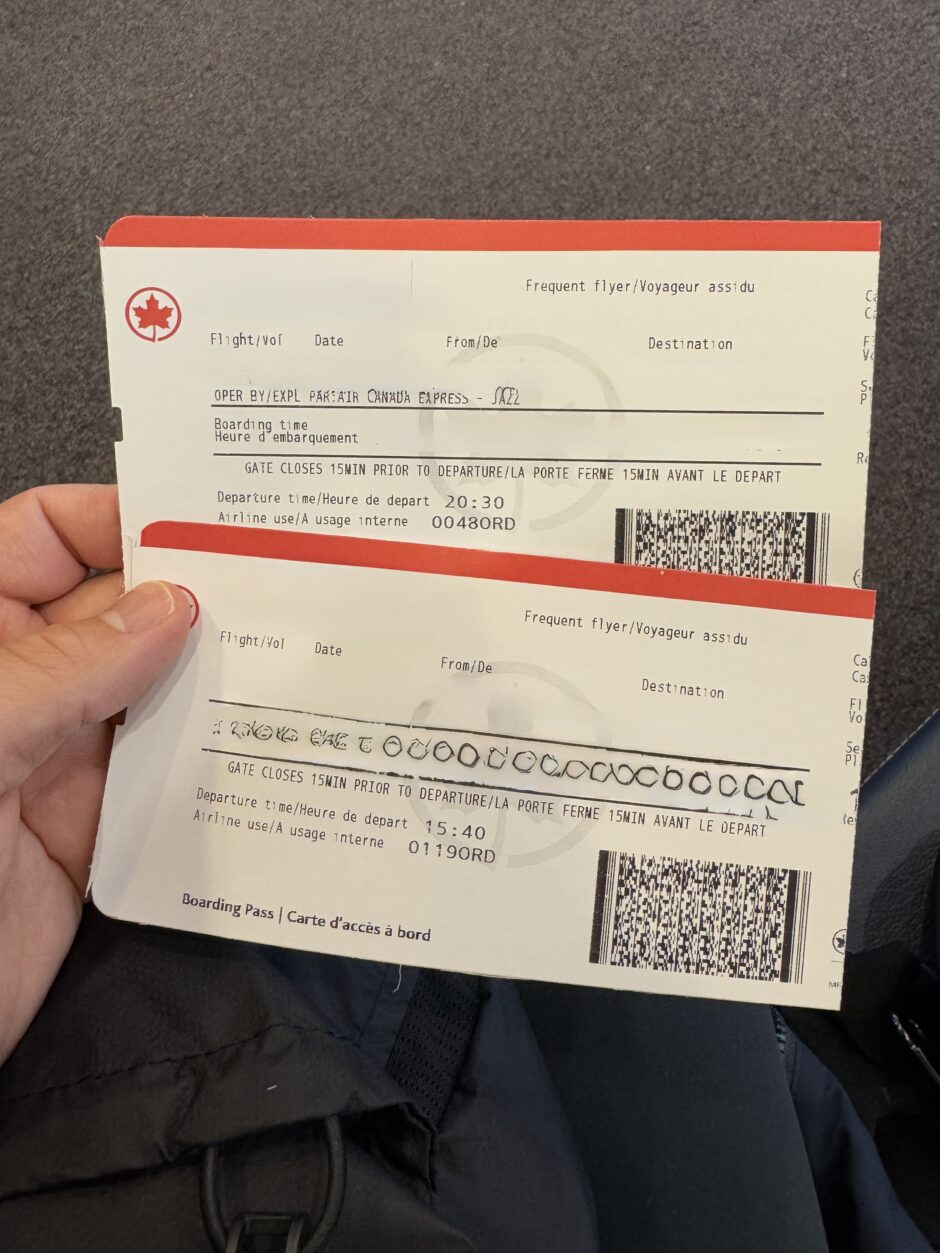 Frequent flyer/Voyageur assidu
Flight/Vol Date From/De Destination
OPER BY/EXPL PAR AIR CANADA EXPRESS -
Boarding time
Heure d'embarquement
GATE CLOSES 15MIN PRIOR TO DEPARTURE/LA PORTE FERME 15MIN AVANT LE DEPART
Departure time/Heure de depart 20:30
Airline use/A usage interne 0048ORD
Frequent flyer/Voyageur assidu
Flight/Vol Date From/De Destination
GATE CLOSES 15MIN PRIOR TO DEPARTURE/LA PORTE FERME 15MIN AVANT LE DEPART
Departure time/Heure de depart 15:40
Airline use/A usage interne 0119ORD
Boarding Pass | Carte d'accès à bord